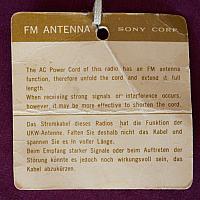 FM ANTENNA SONY CORP.
The AC Power Cord of this radio has an FM antenna
function, therefore unfold the cord and extend it full
length.
When receiving strong signals or interference occurs,
however, it may be more effective to shorten the cord.
Das Stromkabel dieses Radios hat die Funktion der
UKW-Antenne. Falten Sie deshalb nicht das Kabel und
spannen Sie es in voller Länge.
Beim Empfang starker Signale oder beim Auftreten der
Störung könnte es jedoch noch wirkungsvoll sein, das
Kabel abzukürzen.